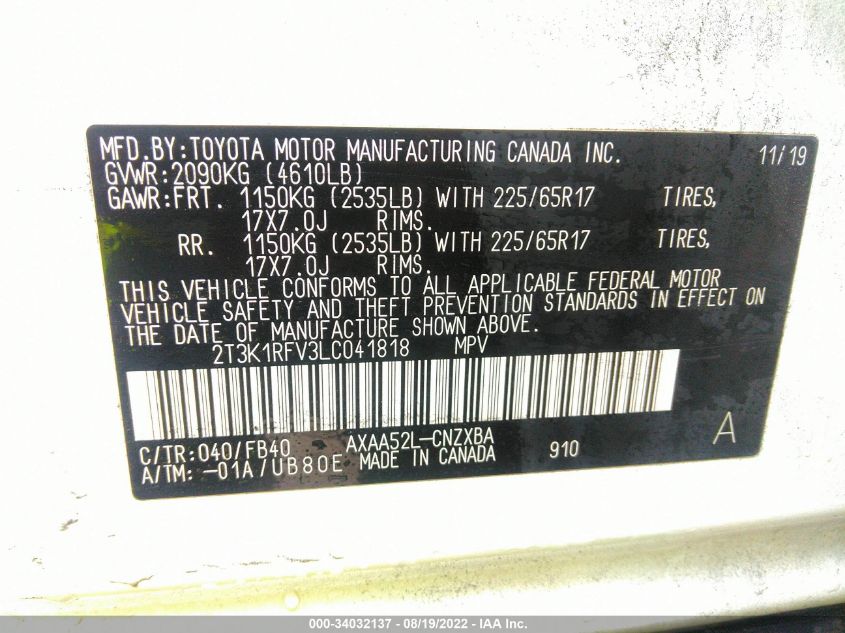 MFD.BY:TOYOTA MOTOR MANUFACTURING CANADA INC. 11/19
GVWR:2090KG (4610LB)
GAWR:FRT. 1150KG (2535LB) WITH 225/65R17 TIRES,
17X7.0J RIMS.
RR. 1150KG (2535LB) WITH 225/65R17 TIRES,
17X7.0J RIMS.
THIS VEHICLE CONFORMS TO ALL APPLICABLE FEDERAL MOTOR
VEHICLE SAFETY AND THEFT PREVENTION STANDARDS IN EFFECT ON
THE DATE OF MANUFACTURE SHOWN ABOVE.
2T3K1RFV3LC041818 MPV
C/TR:040/FB40 AXAA52L-CNZXBA A
A/TM: -01A/UB80E MADE IN CANADA 910
000-34032137 - 08/19/2022 - IAA Inc.